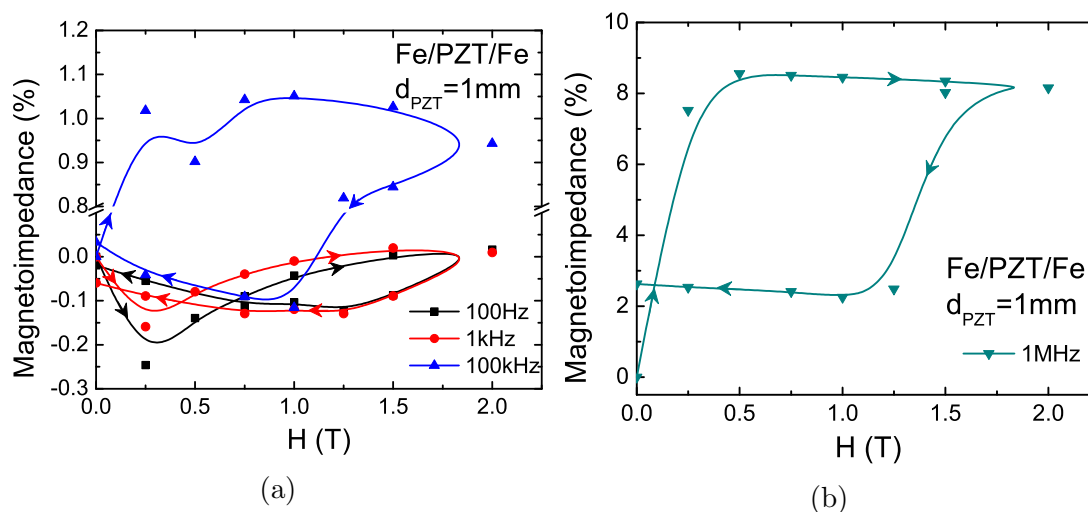 Magnetoimpedance (%)
1.2
1.1
1.0
0.9
0.8
0.0
-0.1
-0.2
-0.3
0.0 0.5 1.0 1.5 2.0
H (T)
Fe/PZT/Fe
dPZT=1mm
100Hz
1kHz
100kHz
(a)
Magnetoimpedance (%)
10
8
6
4
2
0
0.0 0.5 1.0 1.5 2.0
H (T)
Fe/PZT/Fe
dPZT=1mm
1MHz
(b)